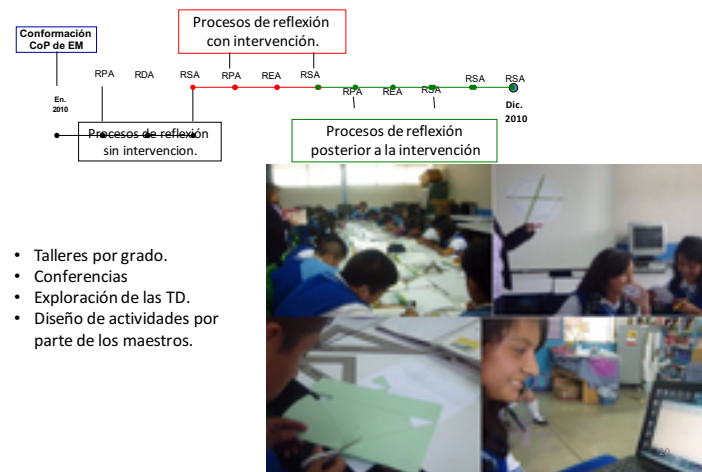 Conformación
CoP de EM
Procesos de reflexión
con intervención.
RPA
RDA
RSA
RPA
REA
RSA
RPA
REA
RSA
RSA
RSA
En.
2010
Dic.
2010
Procesos de reflexión
sin intervencion.
Procesos de reflexión
posterior a la intervención
• Talleres por grado.
• Conferencias
• Exploración de las TD.
• Diseño de actividades por
parte de los maestros.